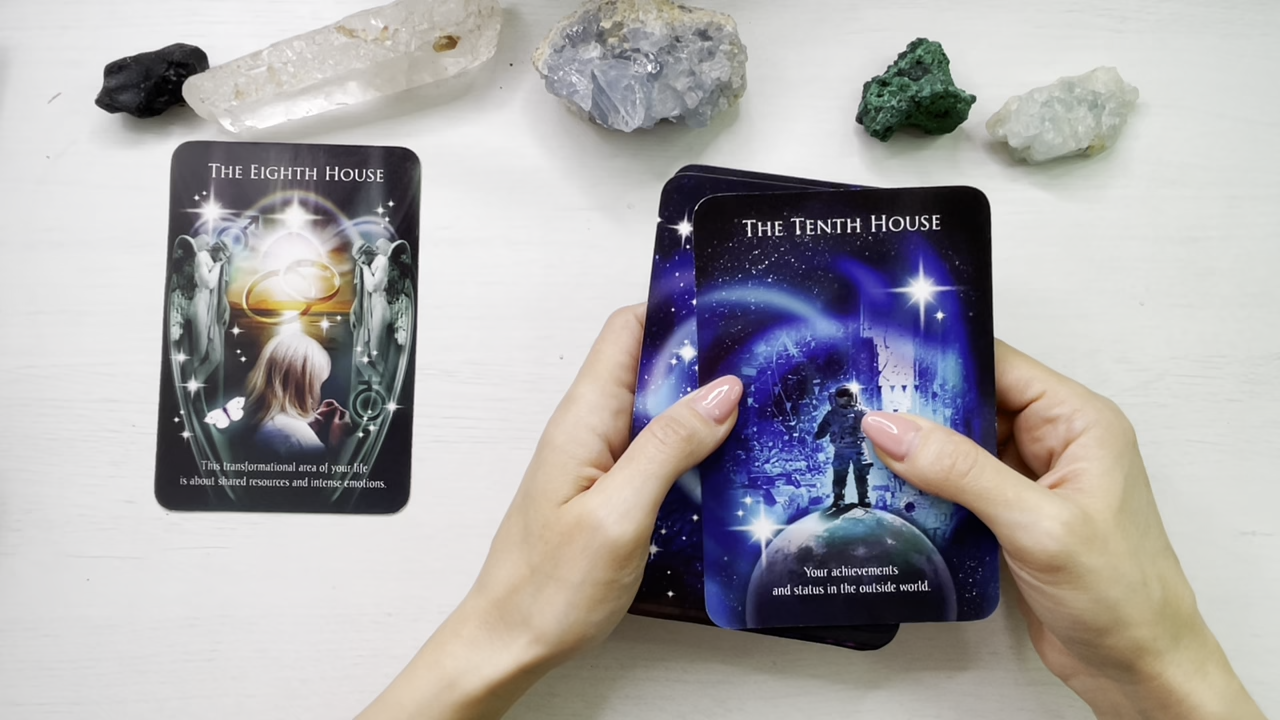 The Eighth House
This transformational area of your life
is about shared resources and intense emotions.
The Tenth House
Your achievements
and status in the outside world.